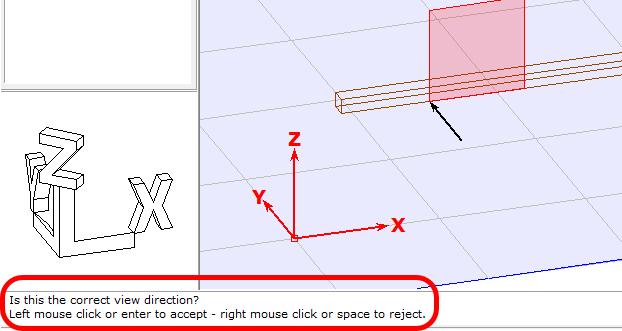 Z
Y
X
Z
Y
X
Is this the correct view direction?
Left mouse click or enter to accept - right mouse click or space to reject.